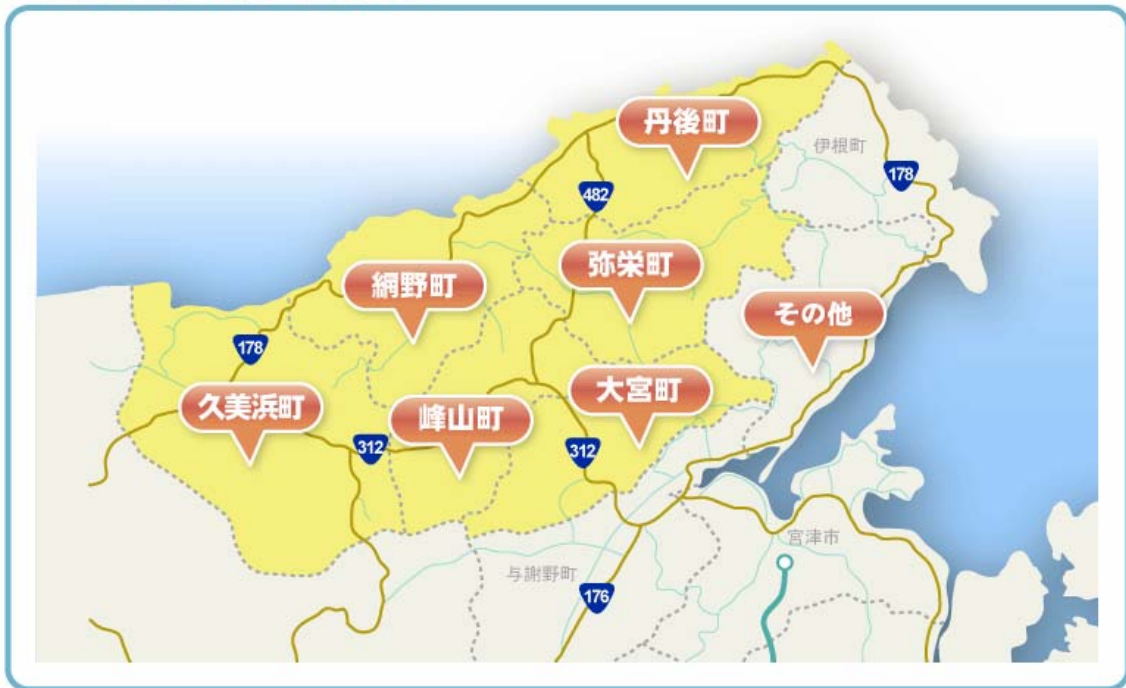 丹後町
伊根町
178
482
弥栄町
網野町
その他
178
大宮町
久美浜町
峰山町
312
312
宮津市
与謝野町
176